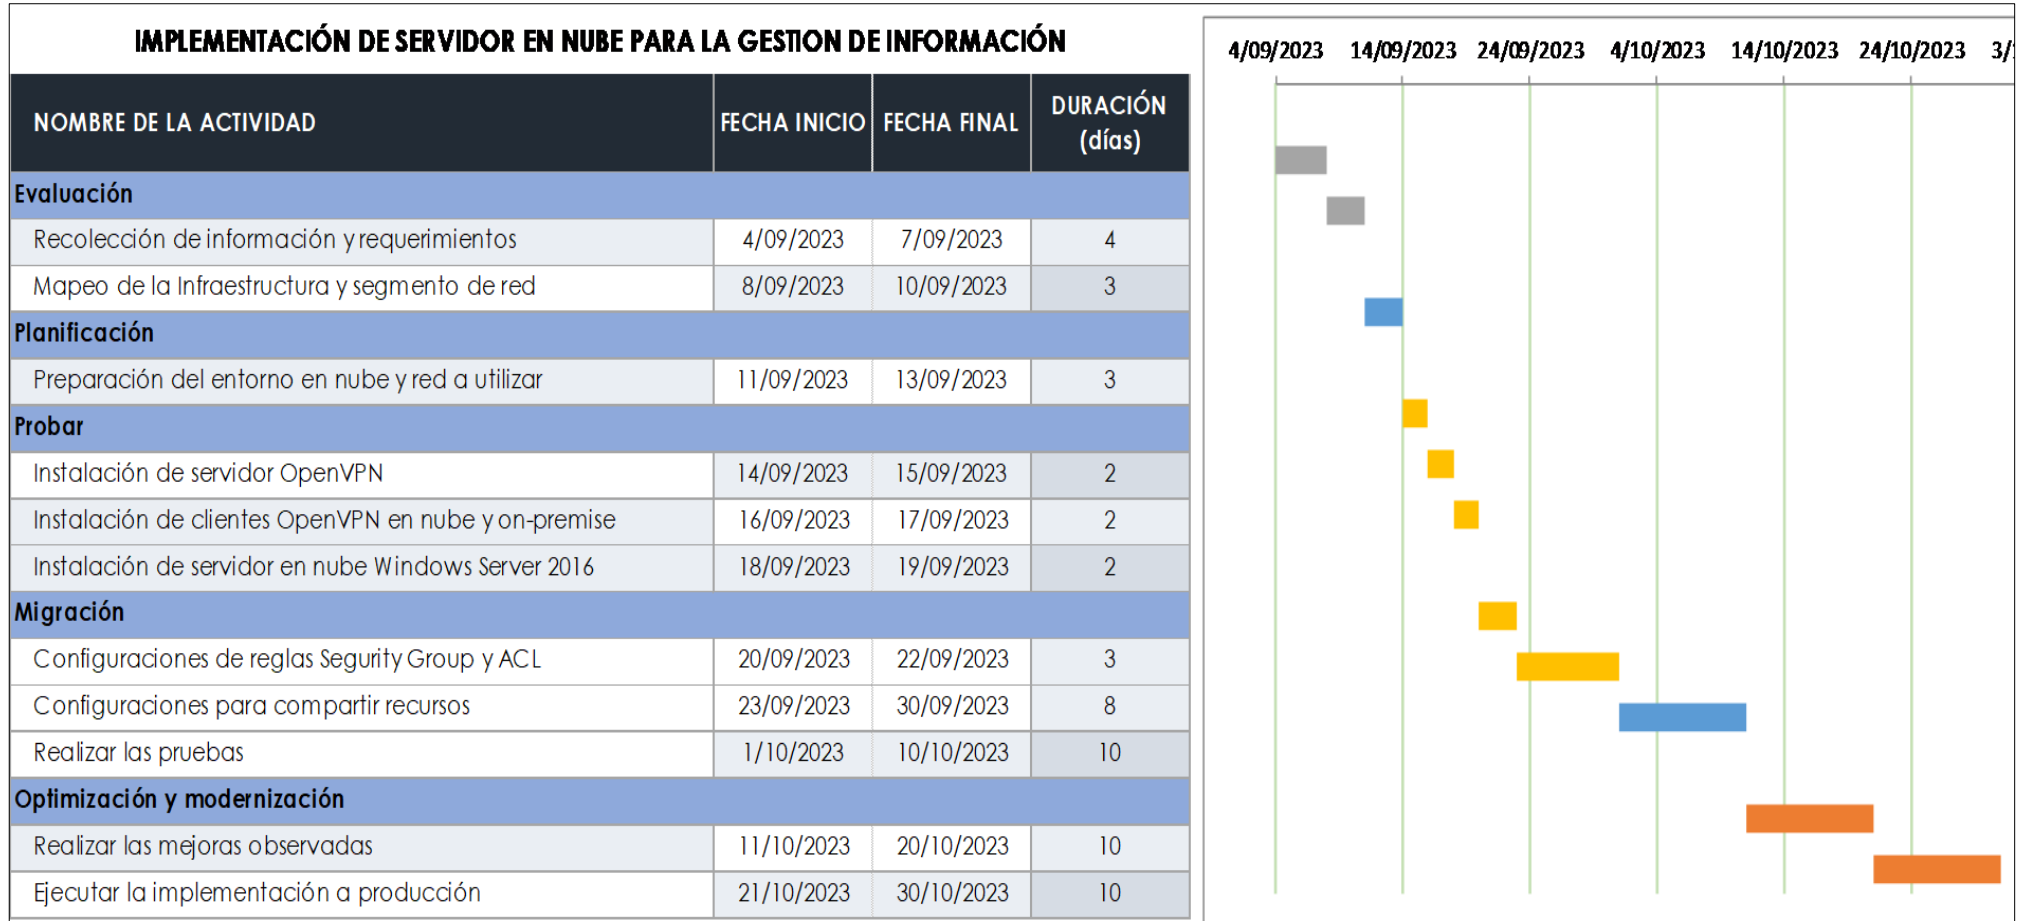 IMPLEMENTACIÓN DE SERVIDOR EN NUBE PARA LA GESTION DE INFORMACIÓN
NOMBRE DE LA ACTIVIDAD FECHA INICIO FECHA FINAL DURACIÓN (días)
Evaluación
Recolección de información y requerimientos 4/09/2023 7/09/2023 4
Mapeo de la Infraestructura y segmento de red 8/09/2023 10/09/2023 3
Planificación
Preparación del entorno en nube y red a utilizar 11/09/2023 13/09/2023 3
Probar
Instalación de servidor OpenVPN 14/09/2023 15/09/2023 2
Instalación de clientes OpenVPN en nube y on-premise 16/09/2023 17/09/2023 2
Instalación de servidor en nube Windows Server 2016 18/09/2023 19/09/2023 2
Migración
Configuraciones de reglas Segurity Group y ACL 20/09/2023 22/09/2023 3
Configuraciones para compartir recursos 23/09/2023 30/09/2023 8
Realizar las pruebas 1/10/2023 10/10/2023 10
Optimización y modernización
Realizar las mejoras observadas 11/10/2023 20/10/2023 10
Ejecutar la implementación a producción 21/10/2023 30/10/2023 10
4/09/2023 14/09/2023 24/09/2023 4/10/2023 14/10/2023 24/10/2023